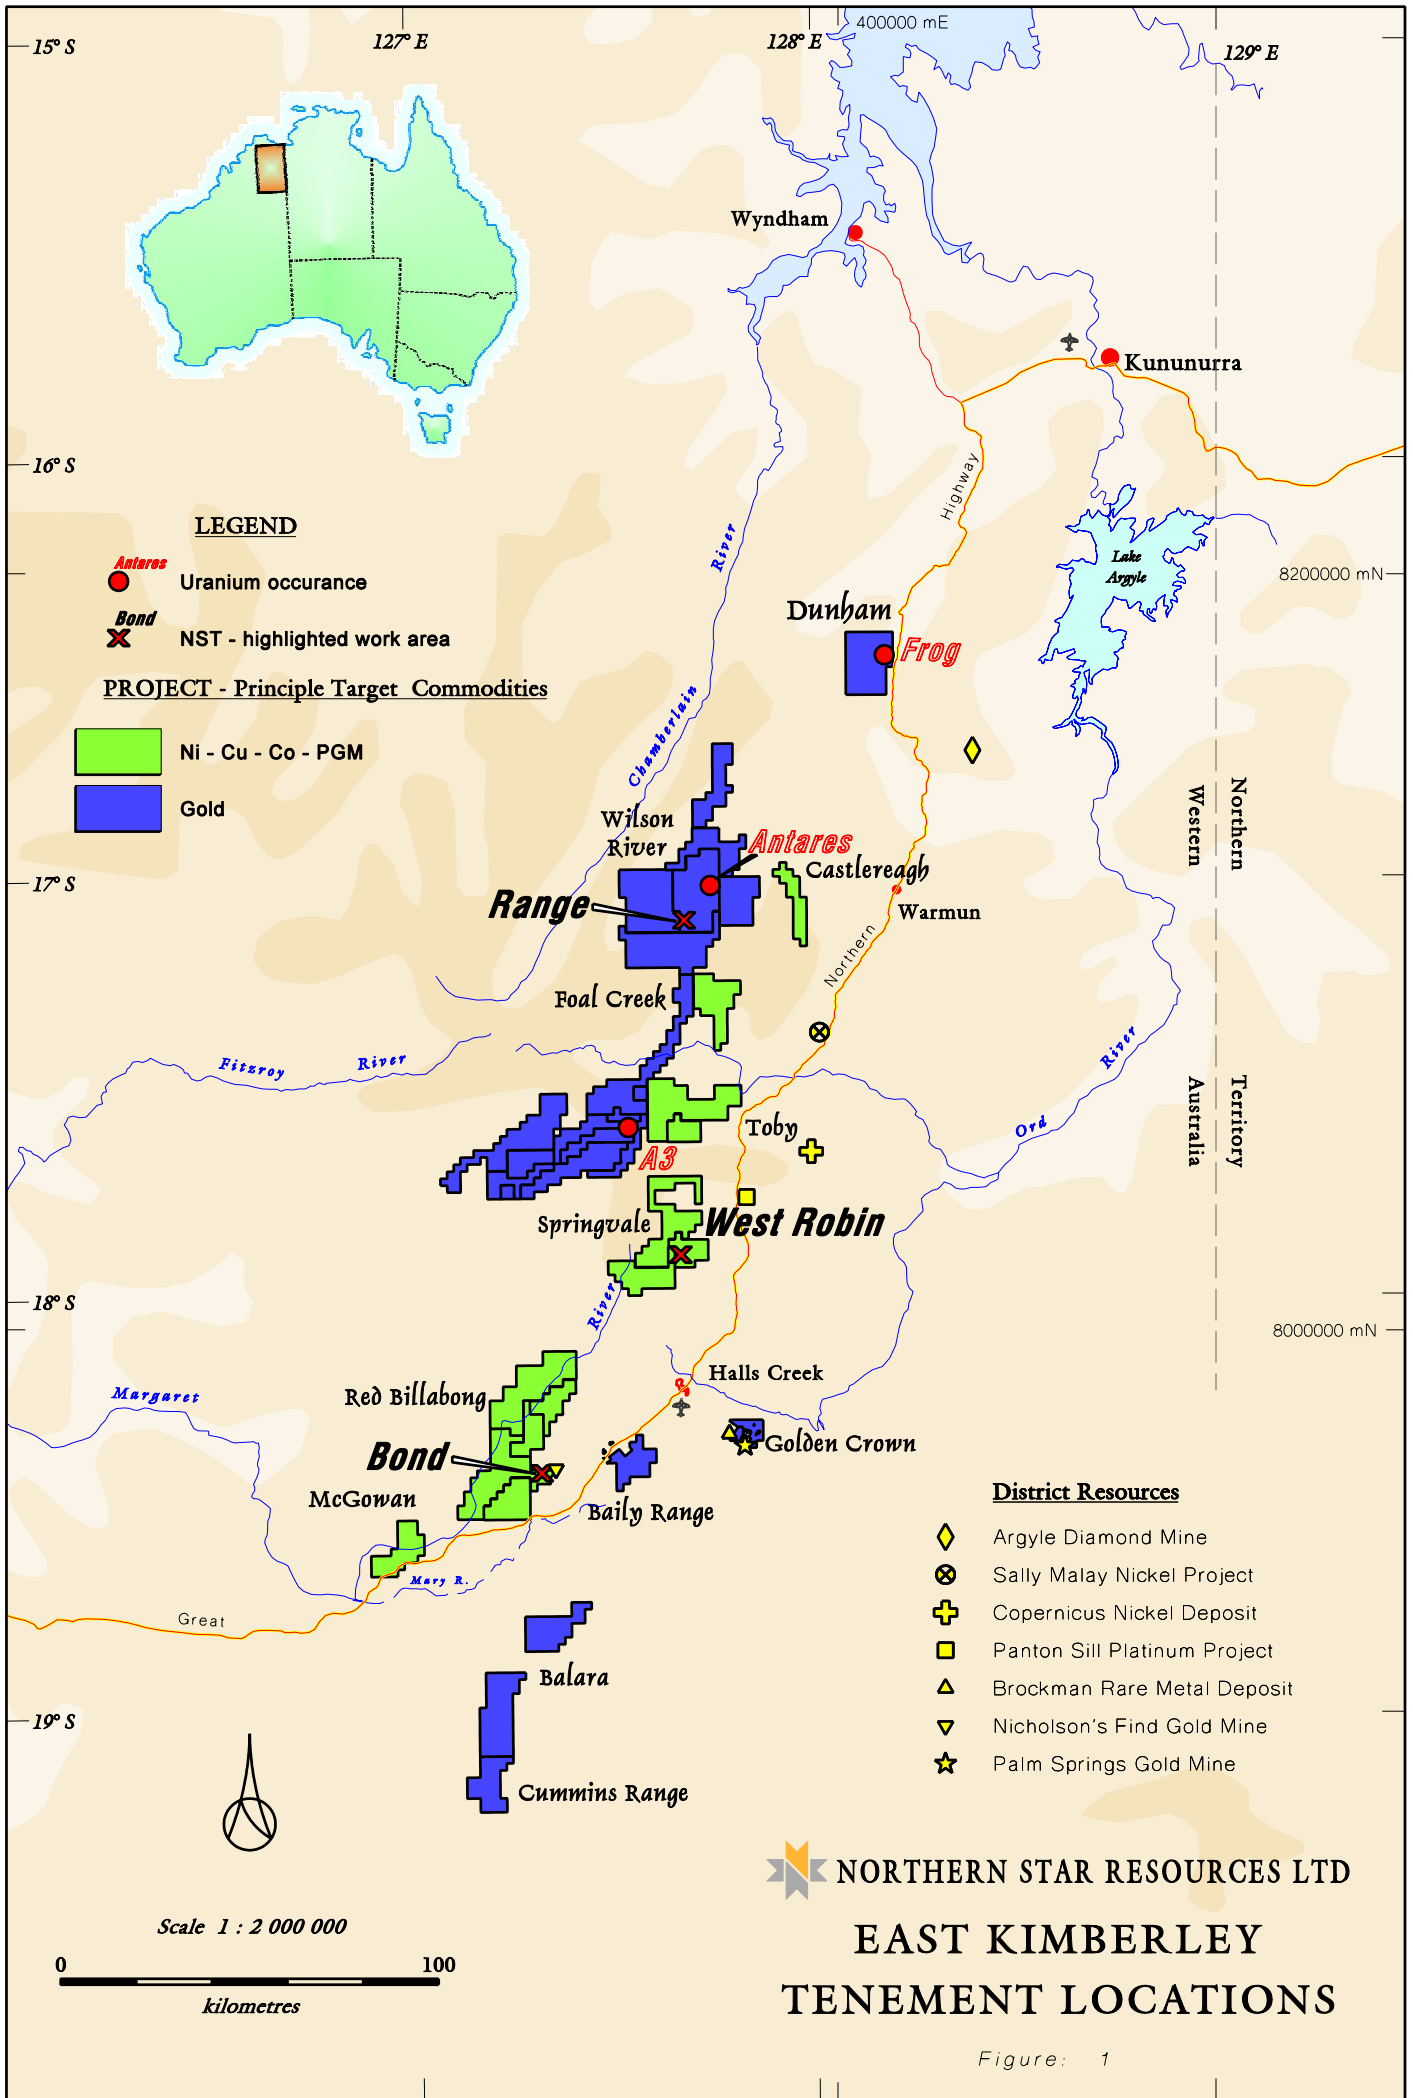 400000 mE
15° S
127° E
128° E
129° E
Wyndham
Kununurra
16° S
Highway
River
LEGEND
Antares
Uranium occurance
Bond
NST - highlighted work area
PROJECT - Principle Target Commodities
Ni - Cu - Co - PGM
Gold
Lake
Argyle
8200000 mN
Dunham
Frog
Chamberlain
Wilson
River
Antares
Castlereagh
Northern
Western
17° S
Range
Warmun
Northern
Foal Creek
Fitzroy
River
River
Ord
Territory
Australia
Toby
A3
Springvale
West Robin
River
18° S
8000000 mN
Halls Creek
Margaret
Red Billabong
Bond
Golden Crown
McGowan
Baily Range
Mary R.
Great
Balara
19° S
Cummins Range
District Resources
Argyle Diamond Mine
Sally Malay Nickel Project
Copernicus Nickel Deposit
Panton Sill Platinum Project
Brockman Rare Metal Deposit
Nicholson's Find Gold Mine
Palm Springs Gold Mine
NORTHERN STAR RESOURCES LTD
EAST KIMBERLEY
TENEMENT LOCATIONS
Figure: 1
Scale 1 : 2 000 000
0
100
kilometres